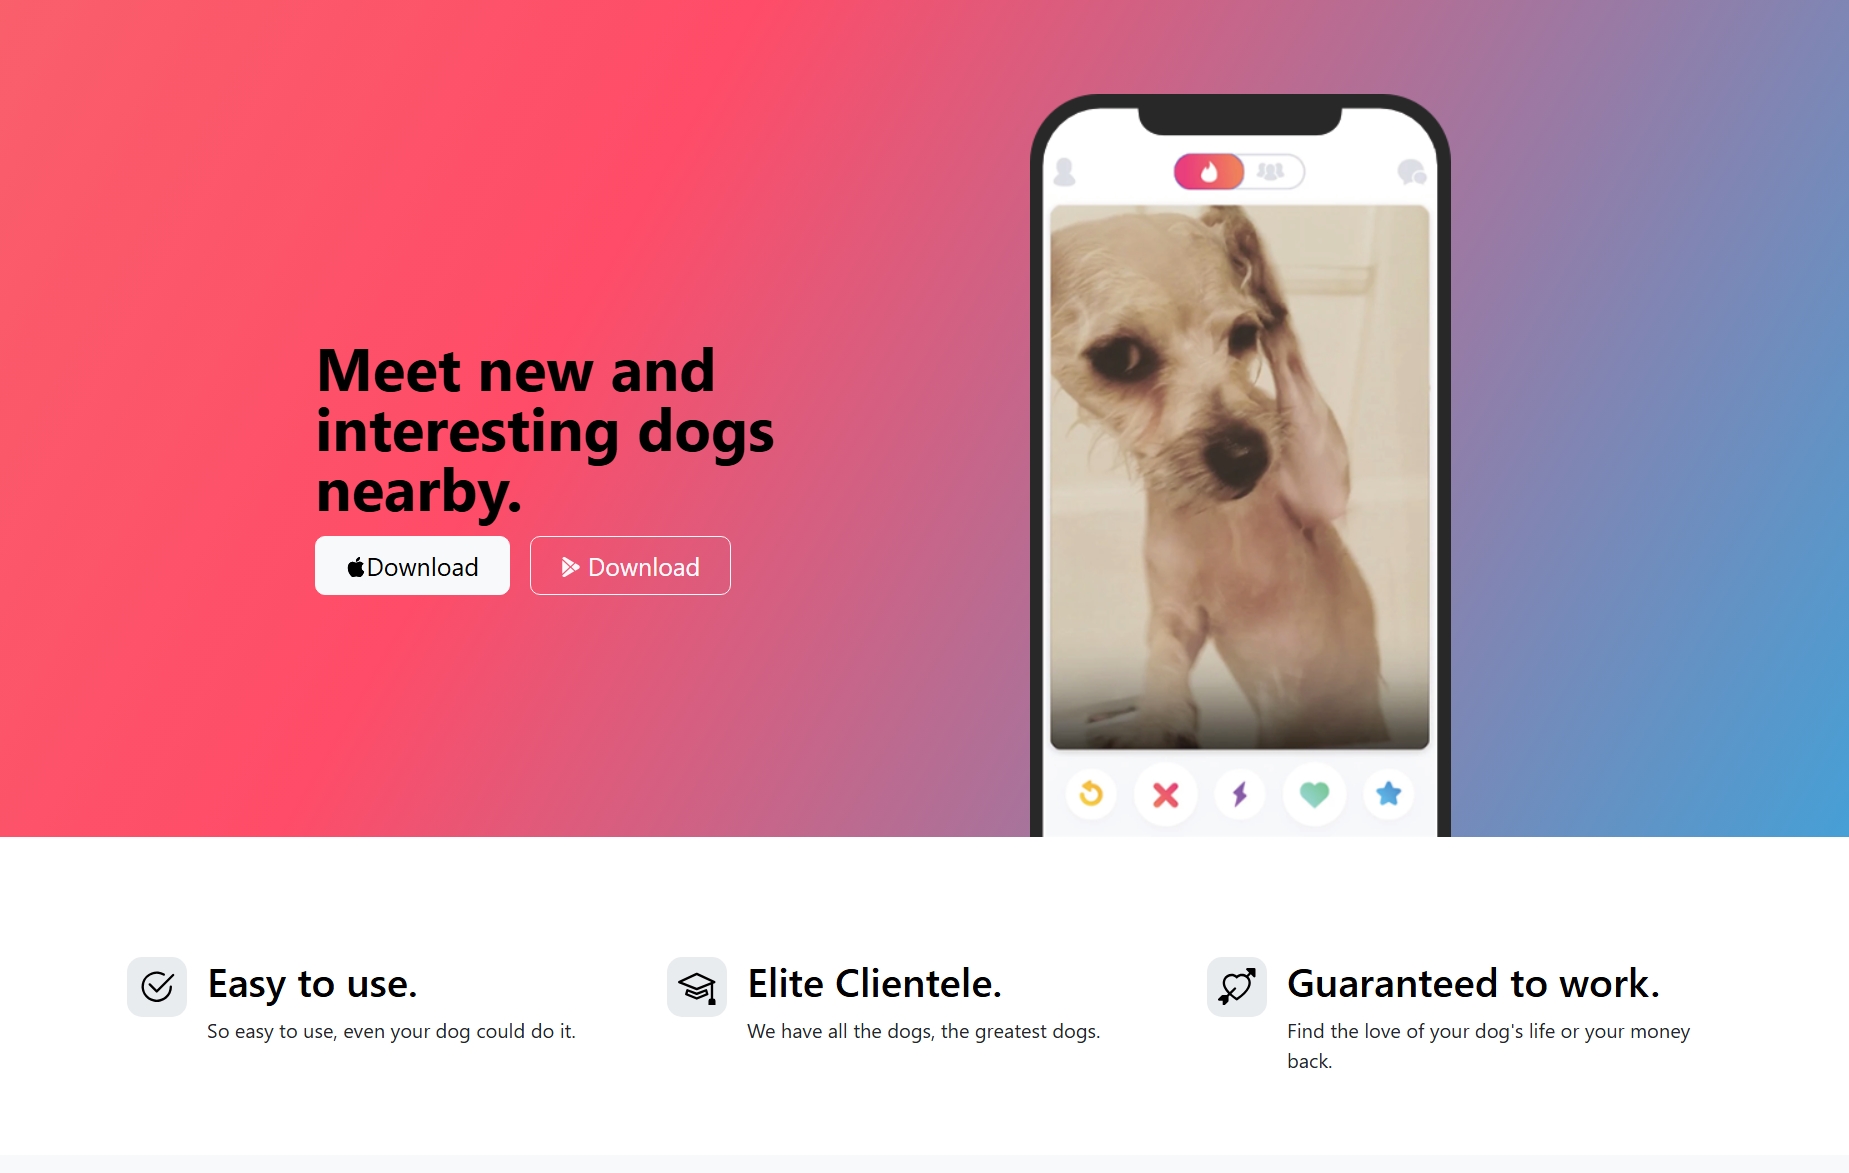 Meet new and
interesting dogs
nearby.
Download
Download
Easy to use.
So easy to use, even your dog could do it.
Elite Clientele.
We have all the dogs, the greatest dogs.
Guaranteed to work.
Find the love of your dog's life or your money
back.